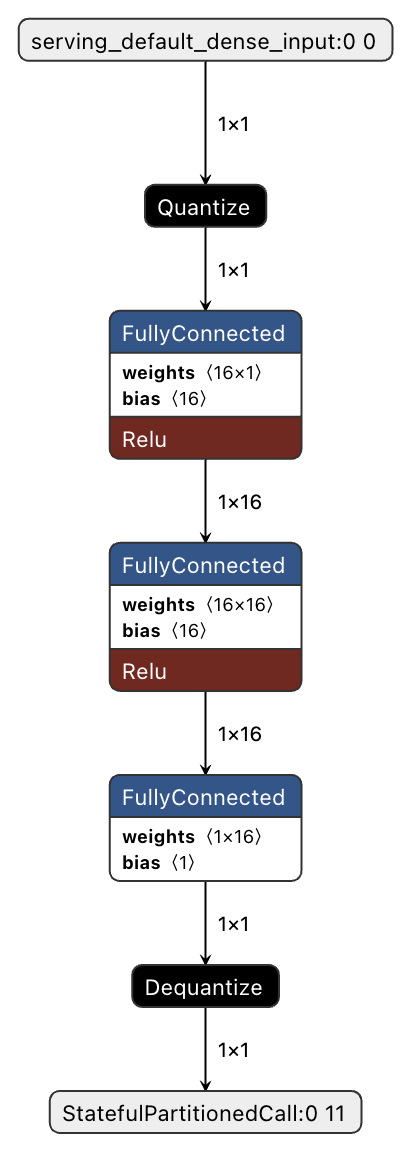 serving_default_dense_input:0 0
1×1
Quantize
1×1
FullyConnected
weights ⟨16×1⟩
bias ⟨16⟩
Relu
1×16
FullyConnected
weights ⟨16×16⟩
bias ⟨16⟩
Relu
1×16
FullyConnected
weights ⟨1×16⟩
bias ⟨1⟩
1×1
Dequantize
1×1
StatefulPartitionedCall:0 11